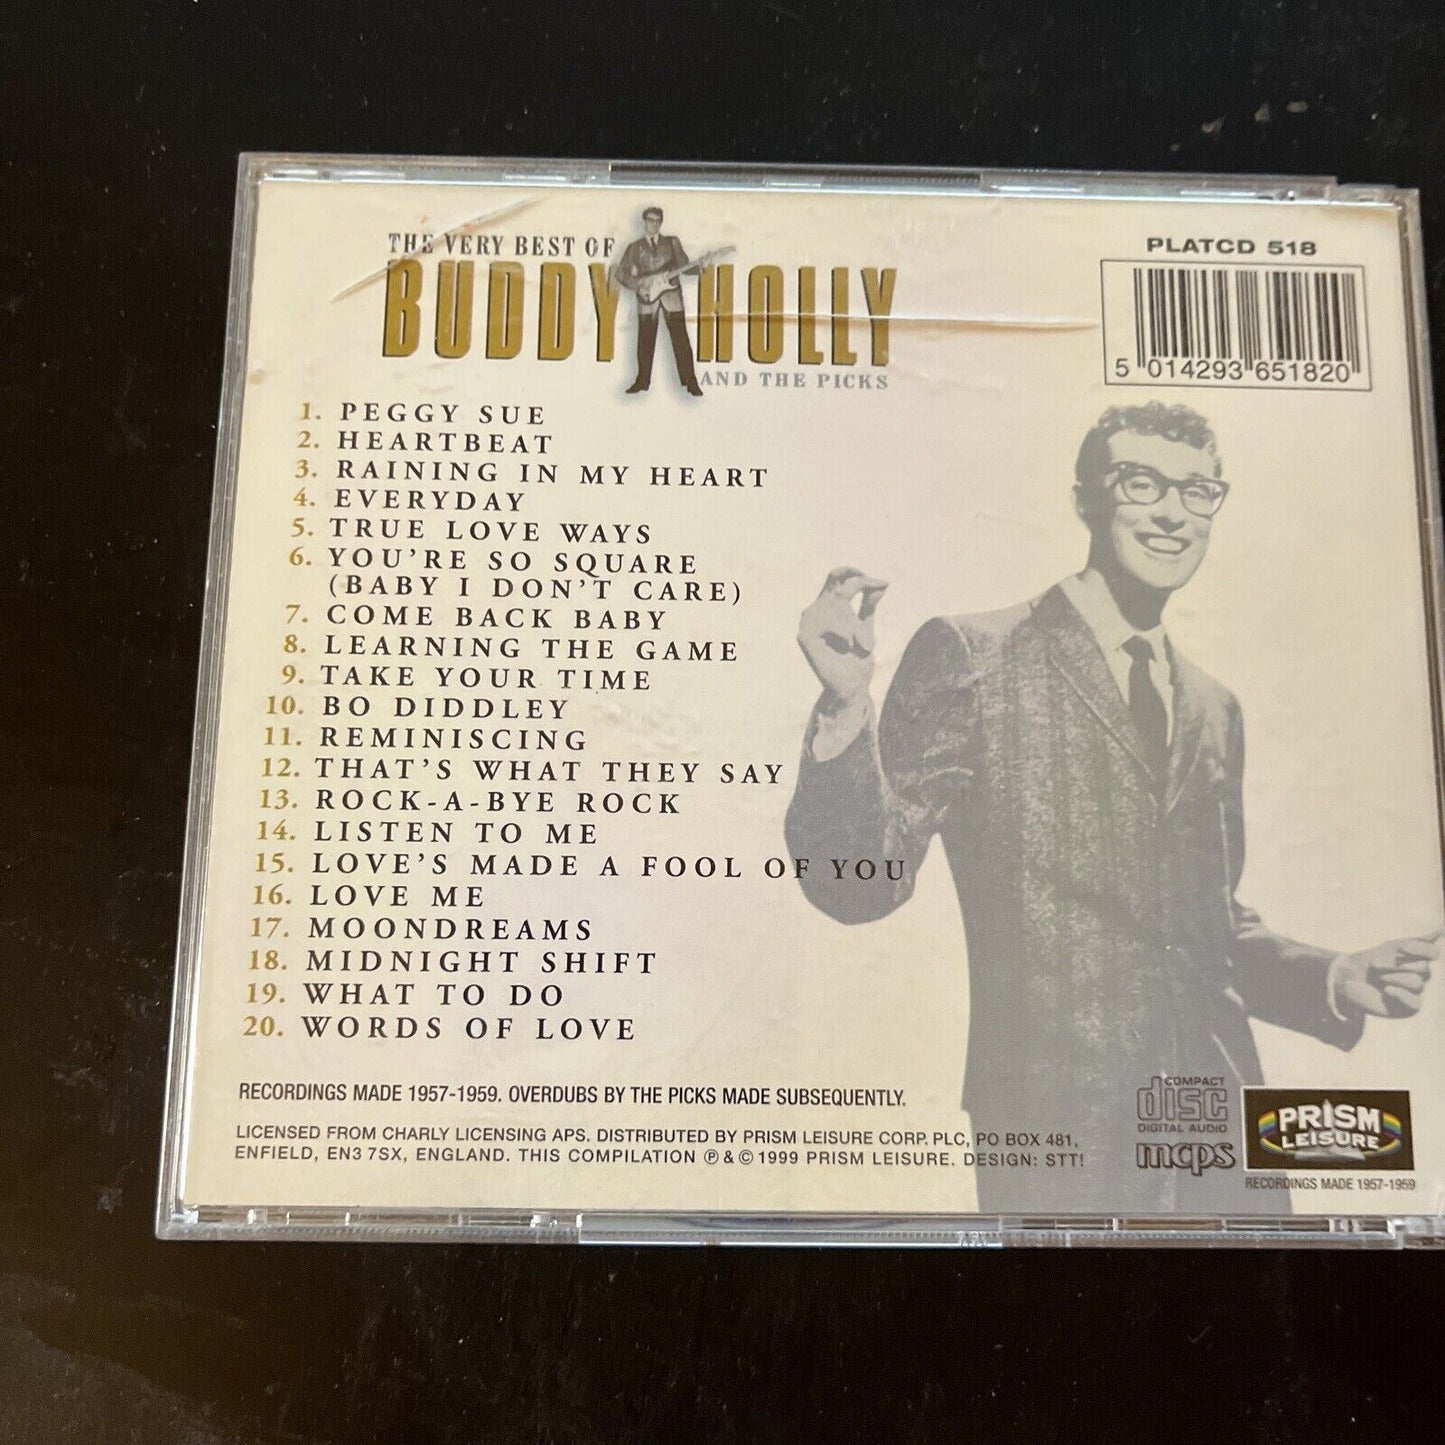 THE VERY BEST OF
BUDDY HOLLY
AND THE PICKS
PLATCD 518
5 014293 651820
1. PEGGY SUE
2. HEARTBEAT
3. RAINING IN MY HEART
4. EVERYDAY
5. TRUE LOVE WAYS
6. YOU'RE SO SQUARE
(BABY I DON'T CARE)
7. COME BACK BABY
8. LEARNING THE GAME
9. TAKE YOUR TIME
10. BO DIDDLEY
11. REMINISCING
12. THAT'S WHAT THEY SAY
13. ROCK-A-BYE ROCK
14. LISTEN TO ME
15. LOVE'S MADE A FOOL OF YOU
16. LOVE ME
17. MOONDREAMS
18. MIDNIGHT SHIFT
19. WHAT TO DO
20. WORDS OF LOVE
RECORDINGS MADE 1957-1959. OVERDUBS BY THE PICKS MADE SUBSEQUENTLY.
LICENSED FROM CHARLY LICENSING APS. DISTRIBUTED BY PRISM LEISURE CORP. PLC, PO BOX 481,
ENFIELD, EN3 7SX, ENGLAND. THIS COMPILATION ℗ & © 1999 PRISM LEISURE. DESIGN: STT!
COMPACT
disc
DIGITAL AUDIO
mcps
PRISM
LEISURE
RECORDINGS MADE 1957-1959